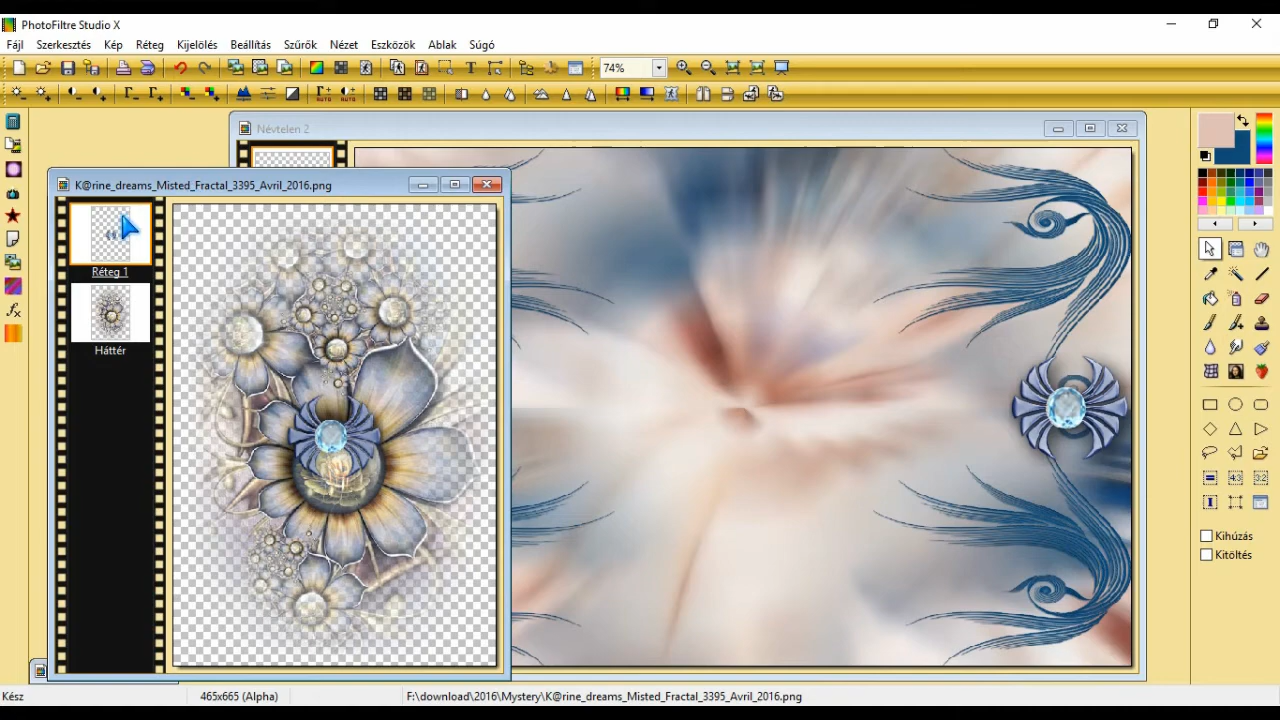 PhotoFiltre Studio X
Fájl Szerkesztés Kép Réteg Kijelölés Beállítás Szűrők Nézet Eszközök Ablak Súgó
74%
Névtelen 2
K@rine_dreams_Misted_Fractal_3395_Avril_2016.png
Réteg 1
Háttér
Kihúzás
Kitöltés
Kész 465x665 (Alpha) F:\download\2016\Mystery\K@rine_dreams_Misted_Fractal_3395_Avril_2016.png